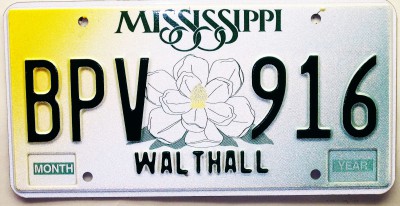 MISSISSIPPI
BPV 916
MONTH YEAR
WALTHALL